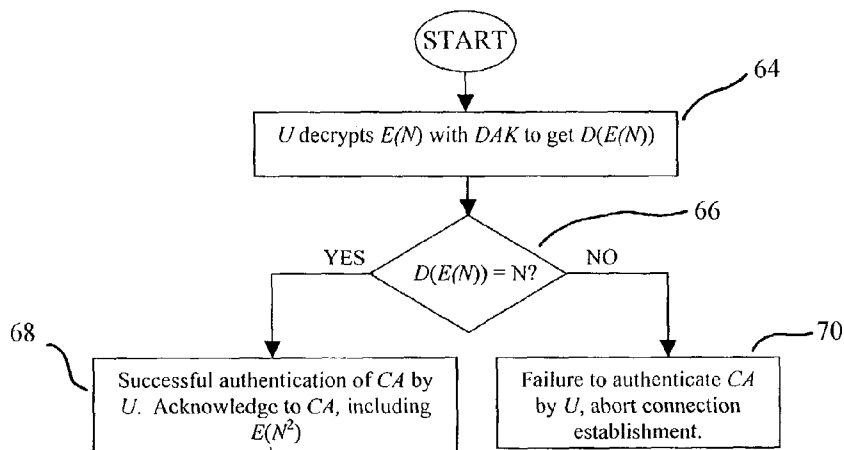 START
64
U decrypts E(N) with DAK to get D(E(N))
66
YES
D(E(N)) = N?
NO
68
70
Successful authentication of CA by
U. Acknowledge to CA, including
E(N²)
Failure to authenticate CA
by U, abort connection
establishment.